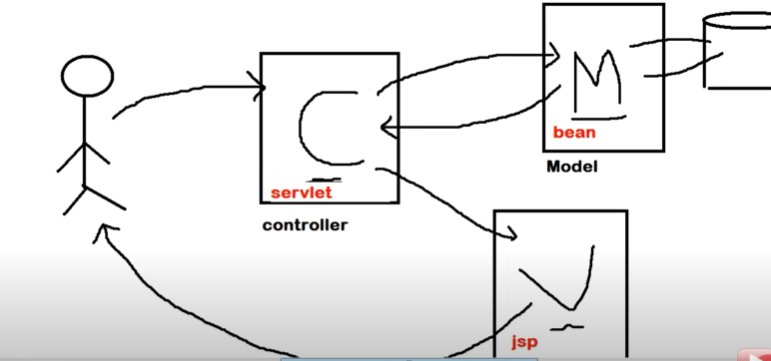 C
servlet
controller
M
bean
Model
V
jsp